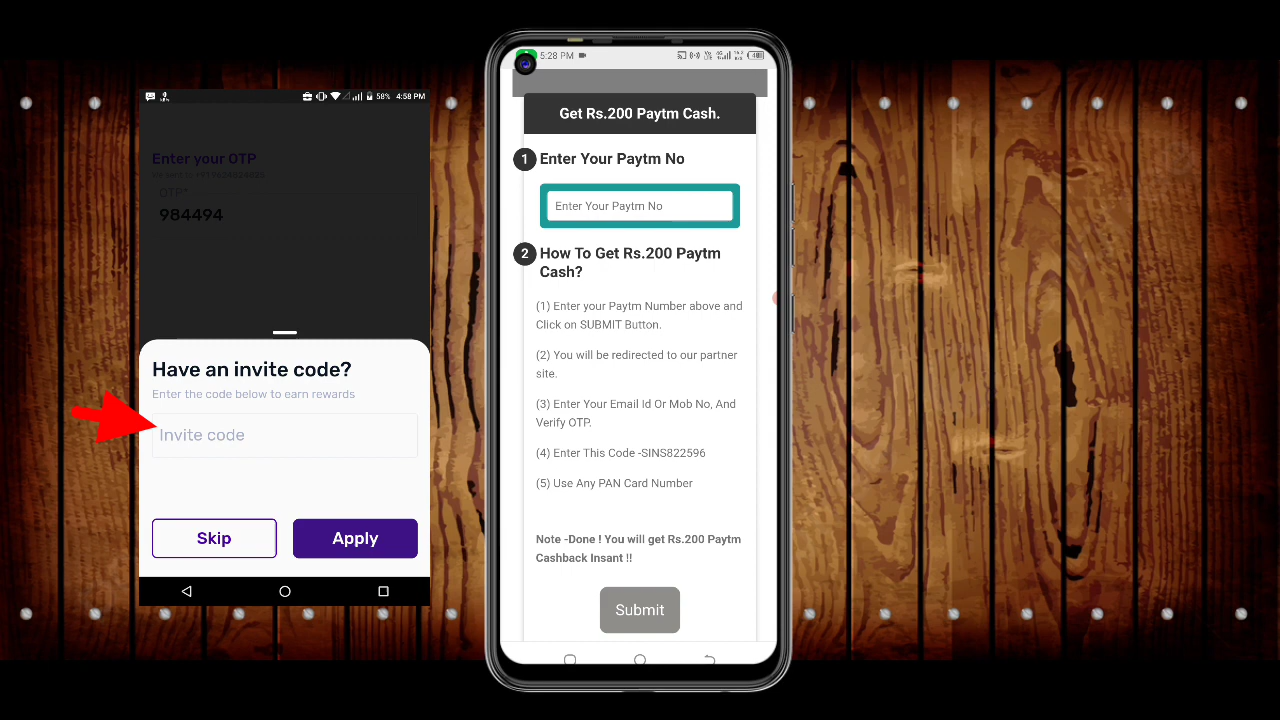 58% 4:58 PM
Enter your OTP
OTP*
984494
Have an invite code?
Enter the code below to earn rewards
Invite code
Skip
Apply
5:28 PM
Get Rs.200 Paytm Cash.
1 Enter Your Paytm No
Enter Your Paytm No
2 How To Get Rs.200 Paytm
Cash?
(1) Enter your Paytm Number above and
Click on SUBMIT Button.
(2) You will be redirected to our partner
site.
(3) Enter Your Email Id Or Mob No, And
Verify OTP.
(4) Enter This Code -SINS822596
(5) Use Any PAN Card Number
Note -Done ! You will get Rs.200 Paytm
Cashback Insant !!
Submit